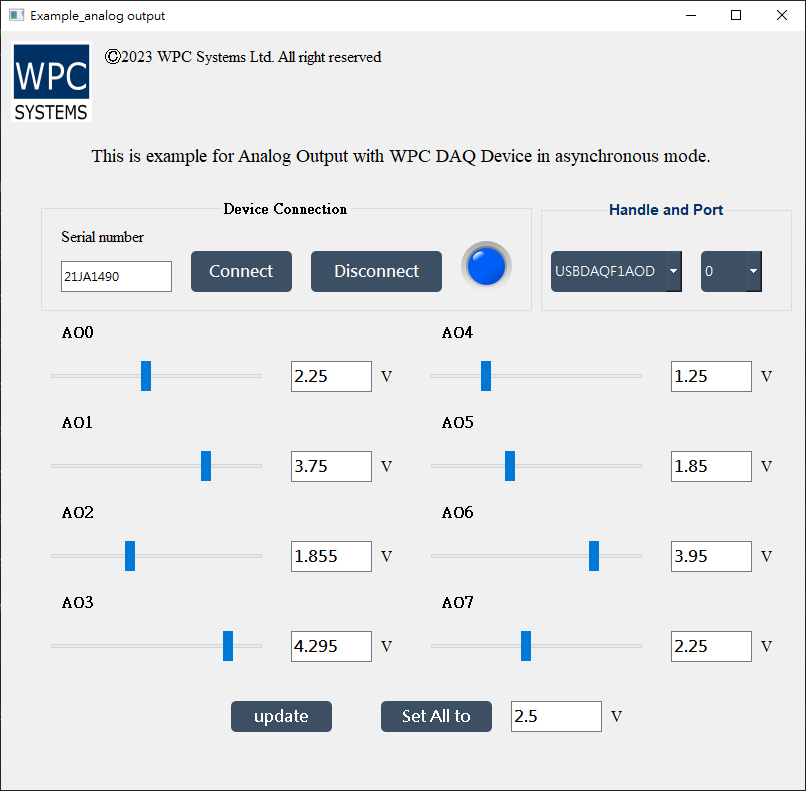 Example_analog output
WPC
SYSTEMS
©2023 WPC Systems Ltd. All right reserved
This is example for Analog Output with WPC DAQ Device in asynchronous mode.
Device Connection
Serial number
21JA1490
Connect
Disconnect
Handle and Port
USBDAQF1AOD
0
AO0
2.25 V
AO4
1.25 V
AO1
3.75 V
AO5
1.85 V
AO2
1.855 V
AO6
3.95 V
AO3
4.295 V
AO7
2.25 V
update
Set All to
2.5 V